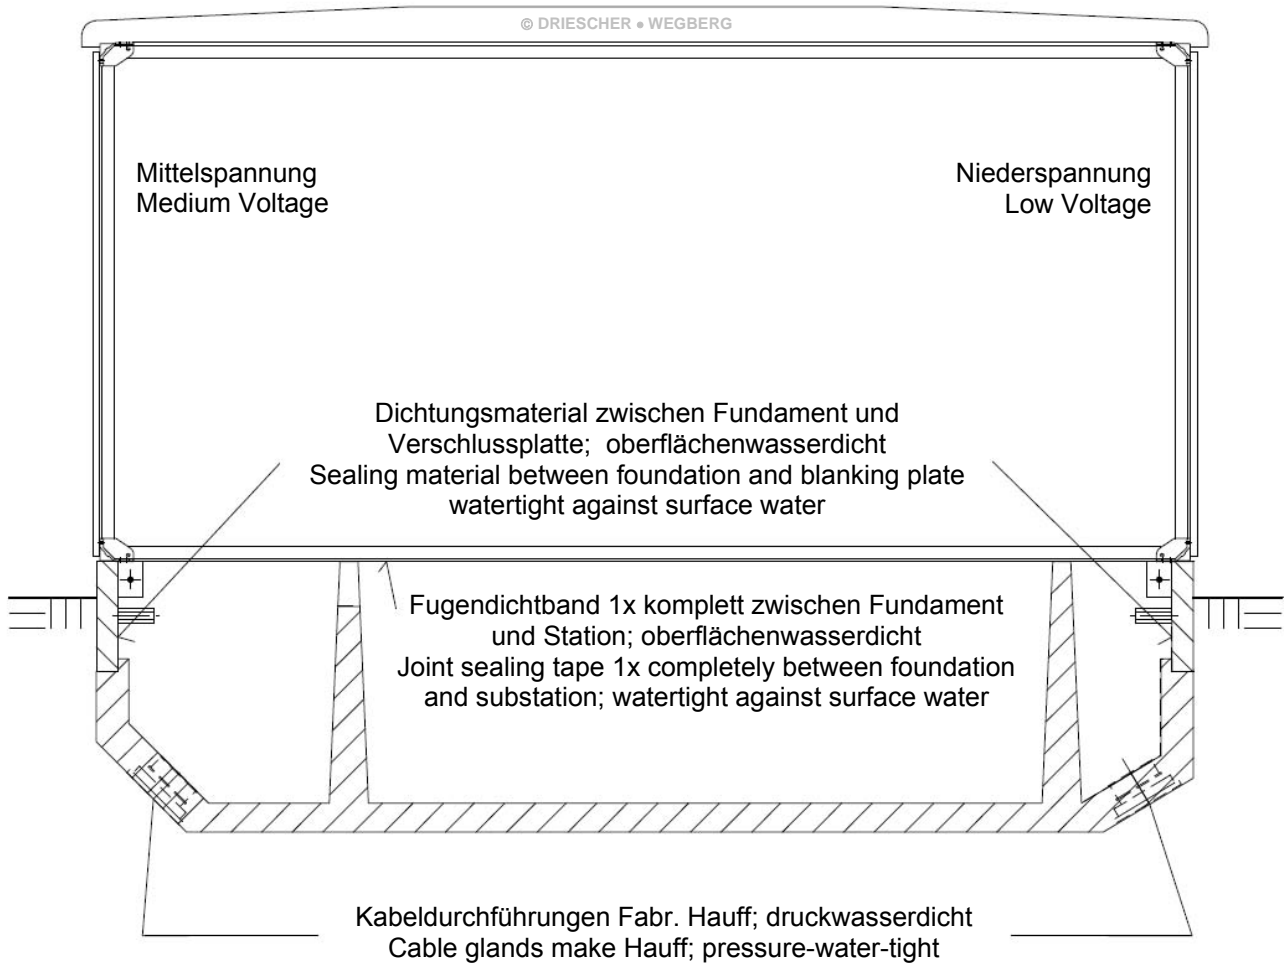 © DRIESCHER ● WEGBERG
Mittelspannung
Medium Voltage
Niederspannung
Low Voltage
Dichtungsmaterial zwischen Fundament und
Verschlussplatte; oberflächenwasserdicht
Sealing material between foundation and blanking plate
watertight against surface water
Fugendichtband 1x komplett zwischen Fundament
und Station; oberflächenwasserdicht
Joint sealing tape 1x completely between foundation
and substation; watertight against surface water
Kabeldurchführungen Fabr. Hauff; druckwasserdicht
Cable glands make Hauff; pressure-water-tight